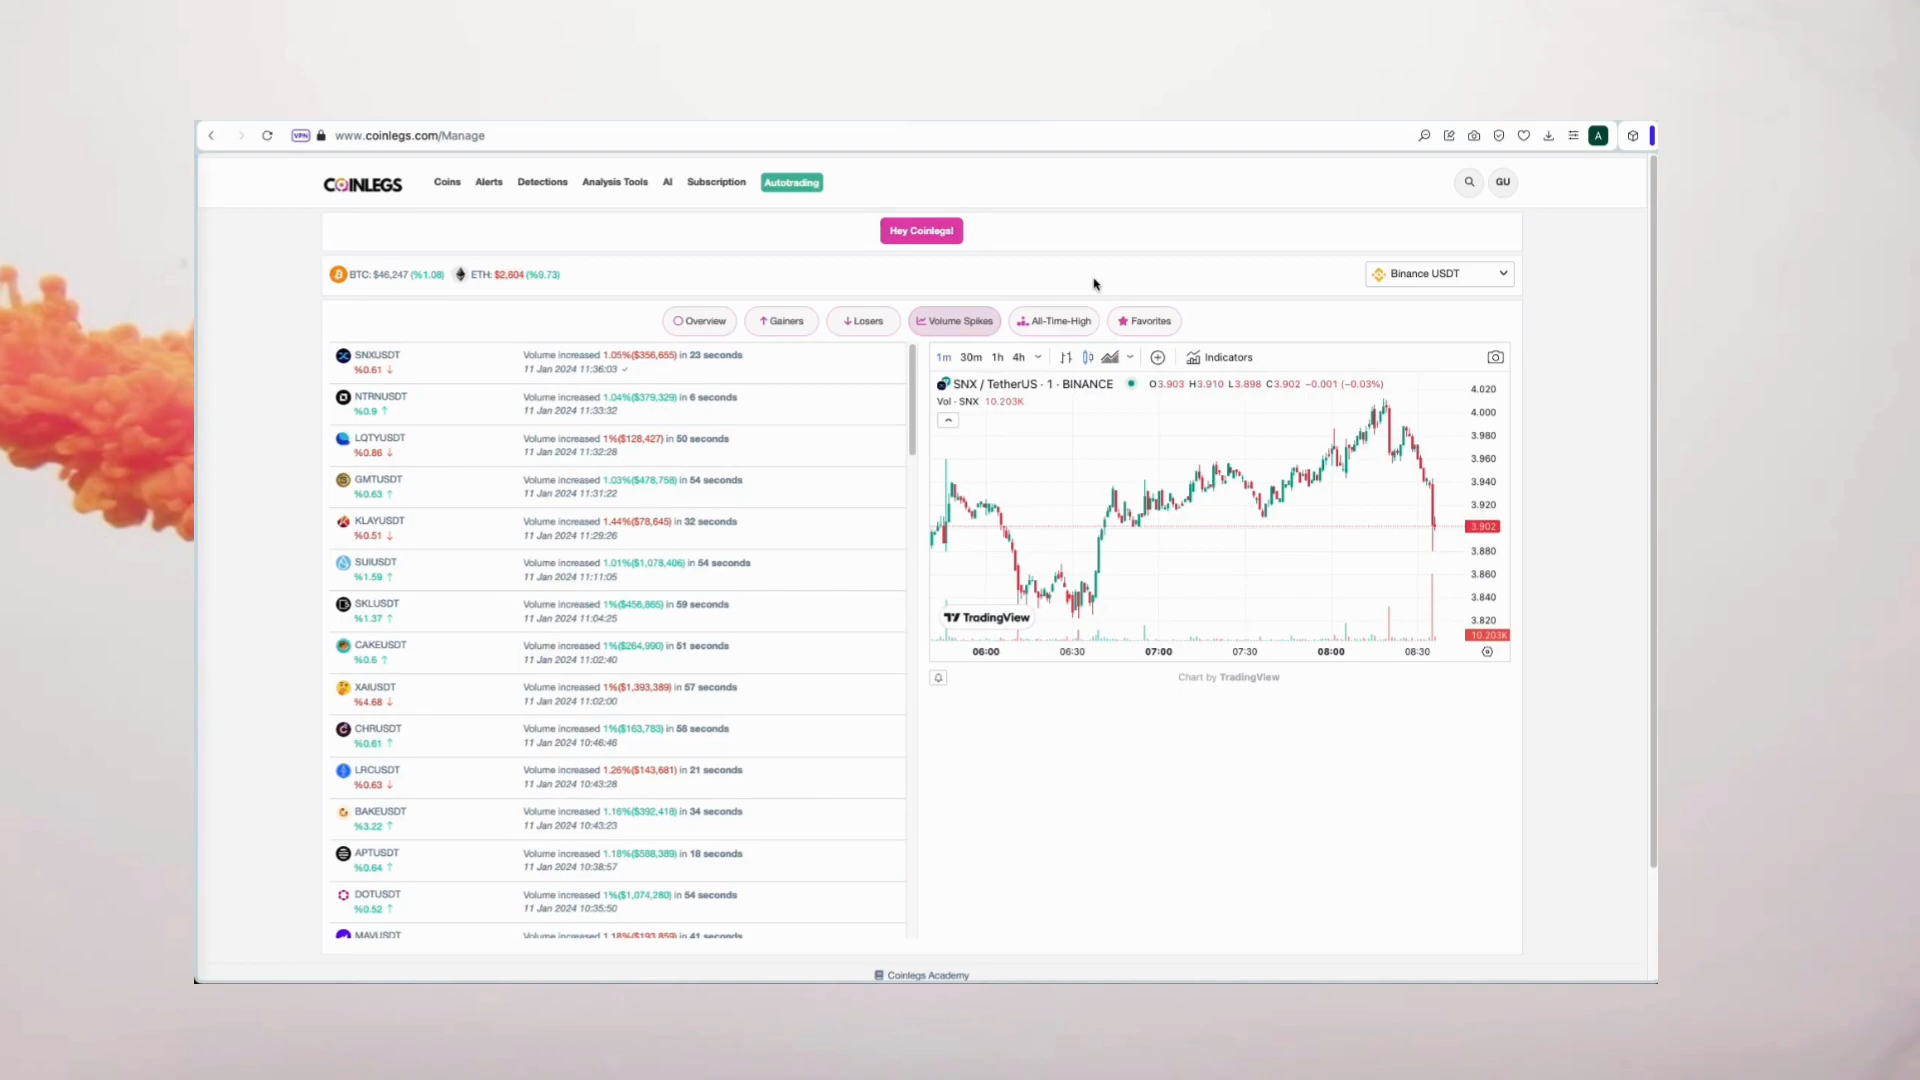 VPN www.coinlegs.com/Manage A
COINLEGS Coins Alerts Detections Analysis Tools AI Subscription Autotrading GU
Hey Coinlegs!
BTC: $46,247 (%1.08) ETH: $2,604 (%9.73) Binance USDT
Overview Gainers Losers Volume Spikes All-Time-High Favorites
SNXUSDT Volume increased 1.05%($356,655) in 23 seconds
%0.61 ↓ 11 Jan 2024 11:36:03 ✓
NTRNUSDT Volume increased 1.04%($379,329) in 6 seconds
%0.9 ↑ 11 Jan 2024 11:33:32
LQTYUSDT Volume increased 1%($128,427) in 50 seconds
%0.86 ↓ 11 Jan 2024 11:32:28
GMTUSDT Volume increased 1.03%($478,758) in 54 seconds
%0.63 ↑ 11 Jan 2024 11:31:22
KLAYUSDT Volume increased 1.44%($78,645) in 32 seconds
%0.51 ↓ 11 Jan 2024 11:29:26
SUIUSDT Volume increased 1.01%($1,078,406) in 54 seconds
%1.59 ↑ 11 Jan 2024 11:11:05
SKLUSDT Volume increased 1%($456,865) in 59 seconds
%1.37 ↑ 11 Jan 2024 11:04:25
CAKEUSDT Volume increased 1%($264,990) in 51 seconds
%0.6 ↑ 11 Jan 2024 11:02:40
XAIUSDT Volume increased 1%($1,393,389) in 57 seconds
%4.68 ↓ 11 Jan 2024 11:02:00
CHRUSDT Volume increased 1%($163,783) in 56 seconds
%0.61 ↑ 11 Jan 2024 10:46:46
LRCUSDT Volume increased 1.26%($143,681) in 21 seconds
%0.63 ↓ 11 Jan 2024 10:43:28
BAKEUSDT Volume increased 1.16%($392,418) in 34 seconds
%3.22 ↑ 11 Jan 2024 10:43:23
APTUSDT Volume increased 1.18%($588,389) in 18 seconds
%0.64 ↑ 11 Jan 2024 10:38:57
DOTUSDT Volume increased 1%($1,074,280) in 54 seconds
%0.52 ↑ 11 Jan 2024 10:35:50
MAVUSDT Volume increased 1.18%($193,859) in 41 seconds
1m 30m 1h 4h Indicators
SNX / TetherUS · 1 · BINANCE O3.903 H3.910 L3.898 C3.902 −0.001 (−0.03%)
Vol · SNX 10.203K
4.020
4.000
3.980
3.960
3.940
3.920
3.902
3.880
3.860
3.840
3.820
10.203K
TradingView
06:00 06:30 07:00 07:30 08:00 08:30
Chart by TradingView
Coinlegs Academy